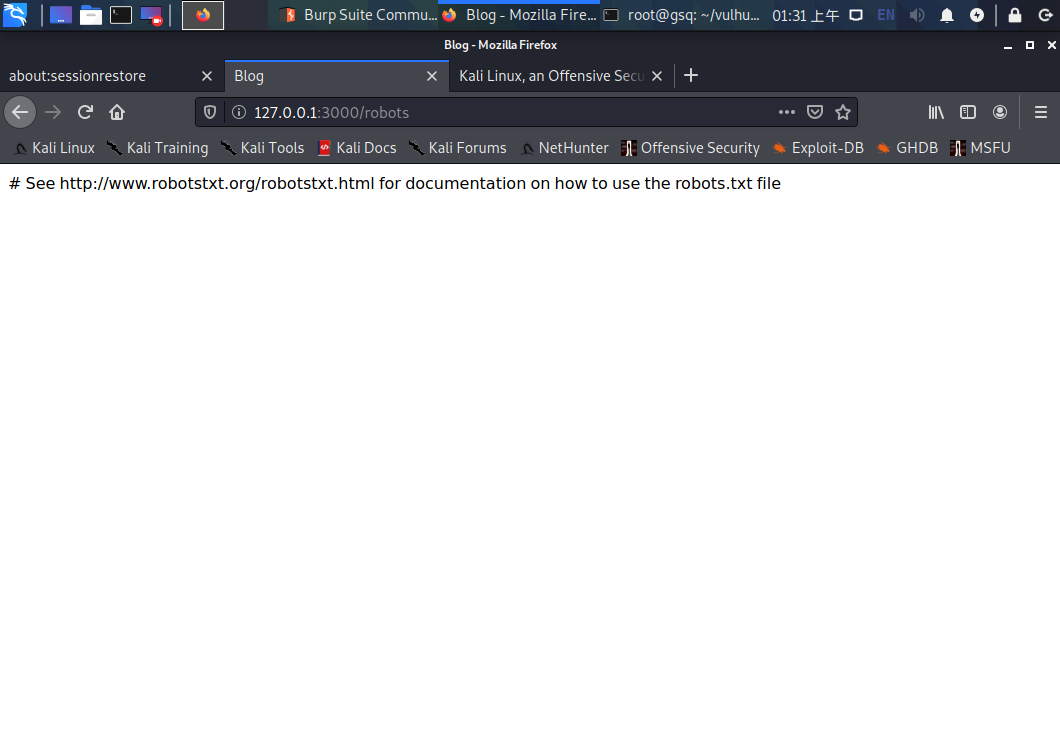 Burp Suite Commu... Blog - Mozilla Fire... root@gsq: ~/vulhu... 01:31 上午 EN
Blog - Mozilla Firefox
about:sessionrestore Blog Kali Linux, an Offensive Secu
127.0.0.1:3000/robots
Kali Linux Kali Training Kali Tools Kali Docs Kali Forums NetHunter Offensive Security Exploit-DB GHDB MSFU
# See http://www.robotstxt.org/robotstxt.html for documentation on how to use the robots.txt file